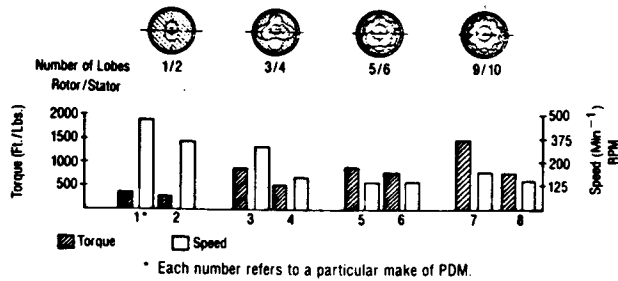 Number of Lobes
Rotor/Stator
1/2 3/4 5/6 9/10
Torque (Ft./Lbs.)
2000
1500
1000
500
500
375
200
125
Speed (Min⁻¹)
RPM
1* 2 3 4 5 6 7 8
Torque Speed
* Each number refers to a particular make of PDM.